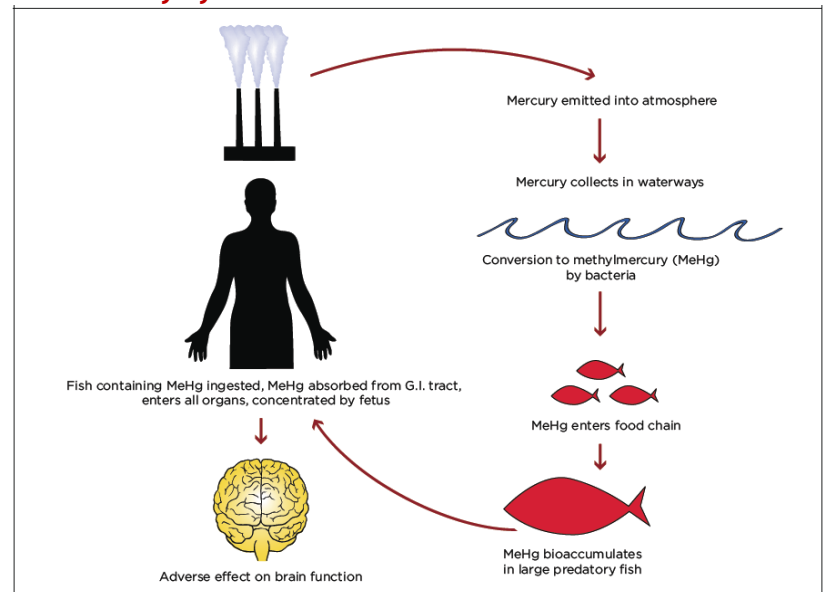 Mercury emitted into atmosphere
Mercury collects in waterways
Conversion to methylmercury (MeHg)
by bacteria
MeHg enters food chain
MeHg bioaccumulates
in large predatory fish
Fish containing MeHg ingested, MeHg absorbed from G.I. tract,
enters all organs, concentrated by fetus
Adverse effect on brain function